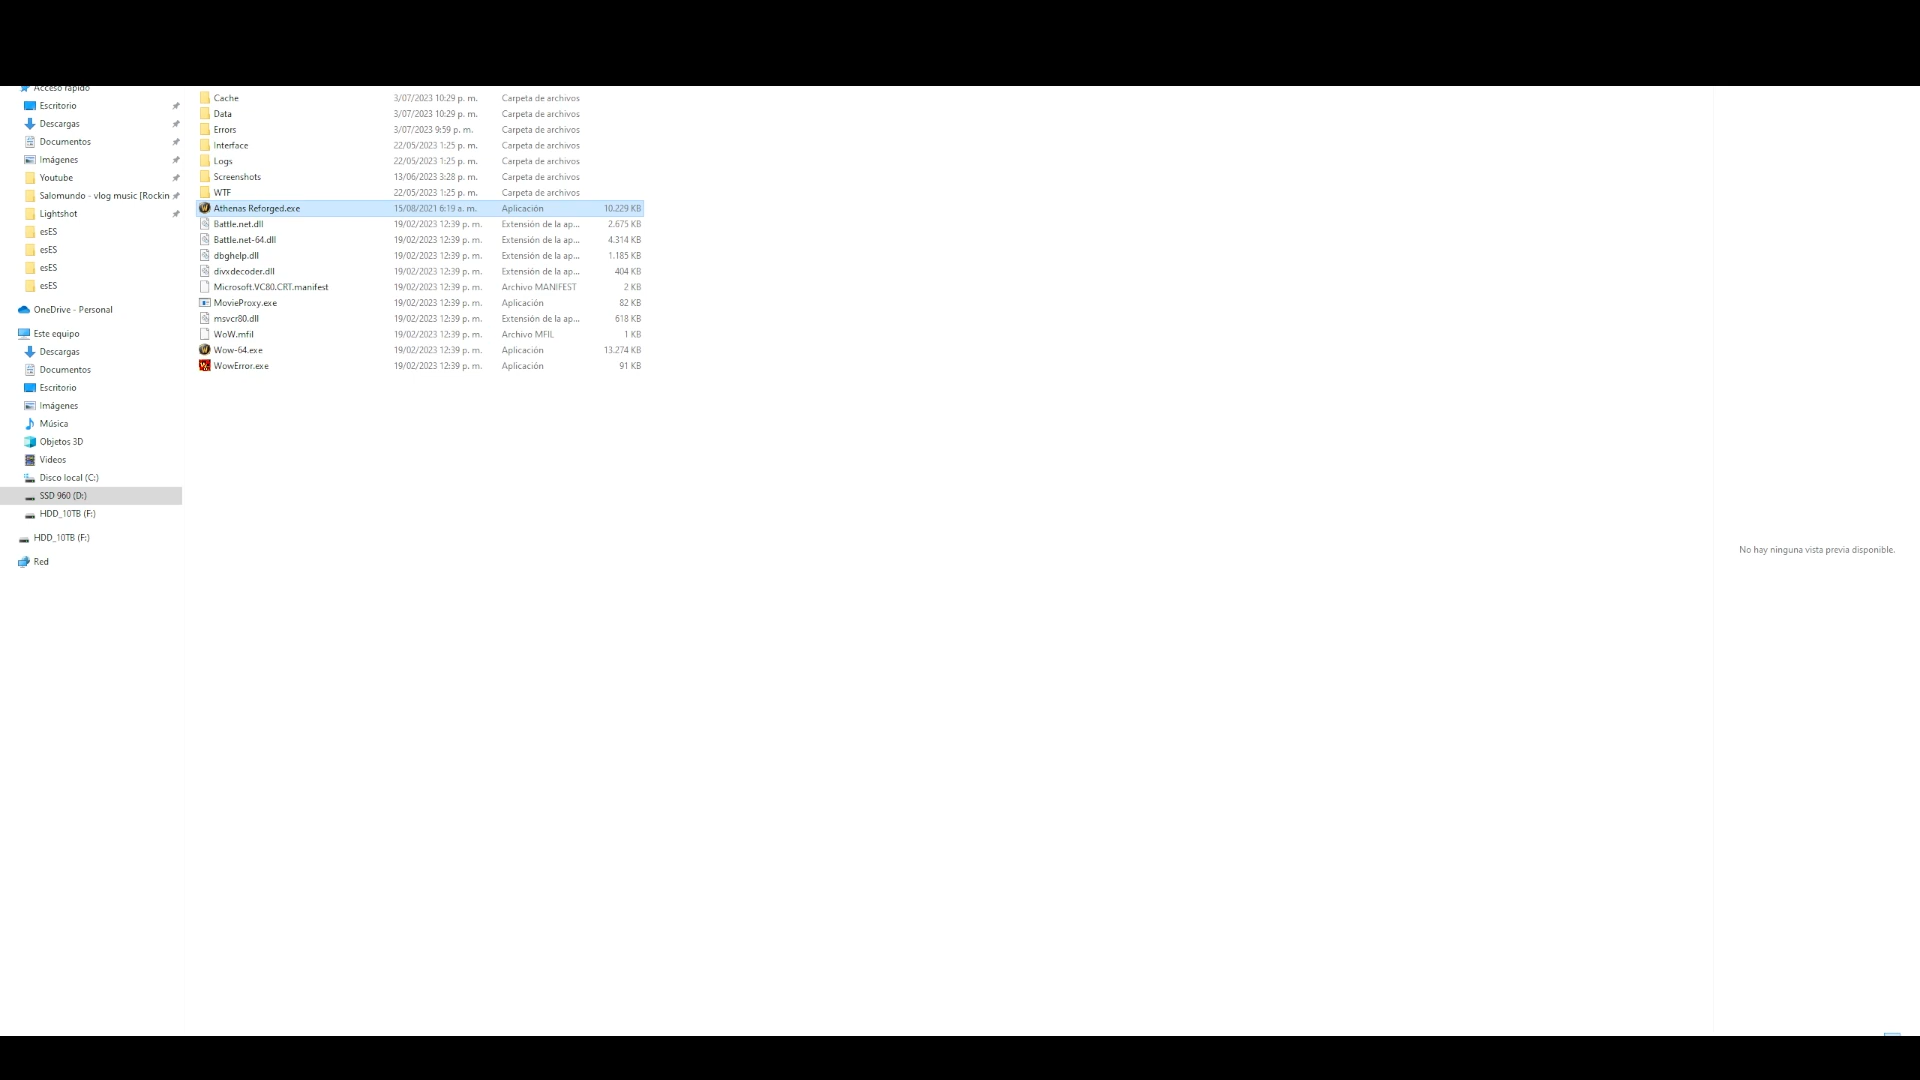 Acceso rápido
Escritorio
Descargas
Documentos
Imágenes
Youtube
Salomundo - vlog music [Rockin
Lightshot
esES
esES
esES
esES
OneDrive - Personal
Este equipo
Descargas
Documentos
Escritorio
Imágenes
Música
Objetos 3D
Videos
Disco local (C:)
SSD 960 (D:)
HDD_10TB (F:)
HDD_10TB (F:)
Red
Cache 3/07/2023 10:29 p. m. Carpeta de archivos
Data 3/07/2023 10:29 p. m. Carpeta de archivos
Errors 3/07/2023 9:59 p. m. Carpeta de archivos
Interface 22/05/2023 1:25 p. m. Carpeta de archivos
Logs 22/05/2023 1:25 p. m. Carpeta de archivos
Screenshots 13/06/2023 3:28 p. m. Carpeta de archivos
WTF 22/05/2023 1:25 p. m. Carpeta de archivos
Athenas Reforged.exe 15/08/2021 6:19 a. m. Aplicación 10.229 KB
Battle.net.dll 19/02/2023 12:39 p. m. Extensión de la ap... 2.675 KB
Battle.net-64.dll 19/02/2023 12:39 p. m. Extensión de la ap... 4.314 KB
dbghelp.dll 19/02/2023 12:39 p. m. Extensión de la ap... 1.185 KB
divxdecoder.dll 19/02/2023 12:39 p. m. Extensión de la ap... 404 KB
Microsoft.VC80.CRT.manifest 19/02/2023 12:39 p. m. Archivo MANIFEST 2 KB
MovieProxy.exe 19/02/2023 12:39 p. m. Aplicación 82 KB
msvcr80.dll 19/02/2023 12:39 p. m. Extensión de la ap... 618 KB
WoW.mfil 19/02/2023 12:39 p. m. Archivo MFIL 1 KB
Wow-64.exe 19/02/2023 12:39 p. m. Aplicación 13.274 KB
WowError.exe 19/02/2023 12:39 p. m. Aplicación 91 KB
No hay ninguna vista previa disponible.